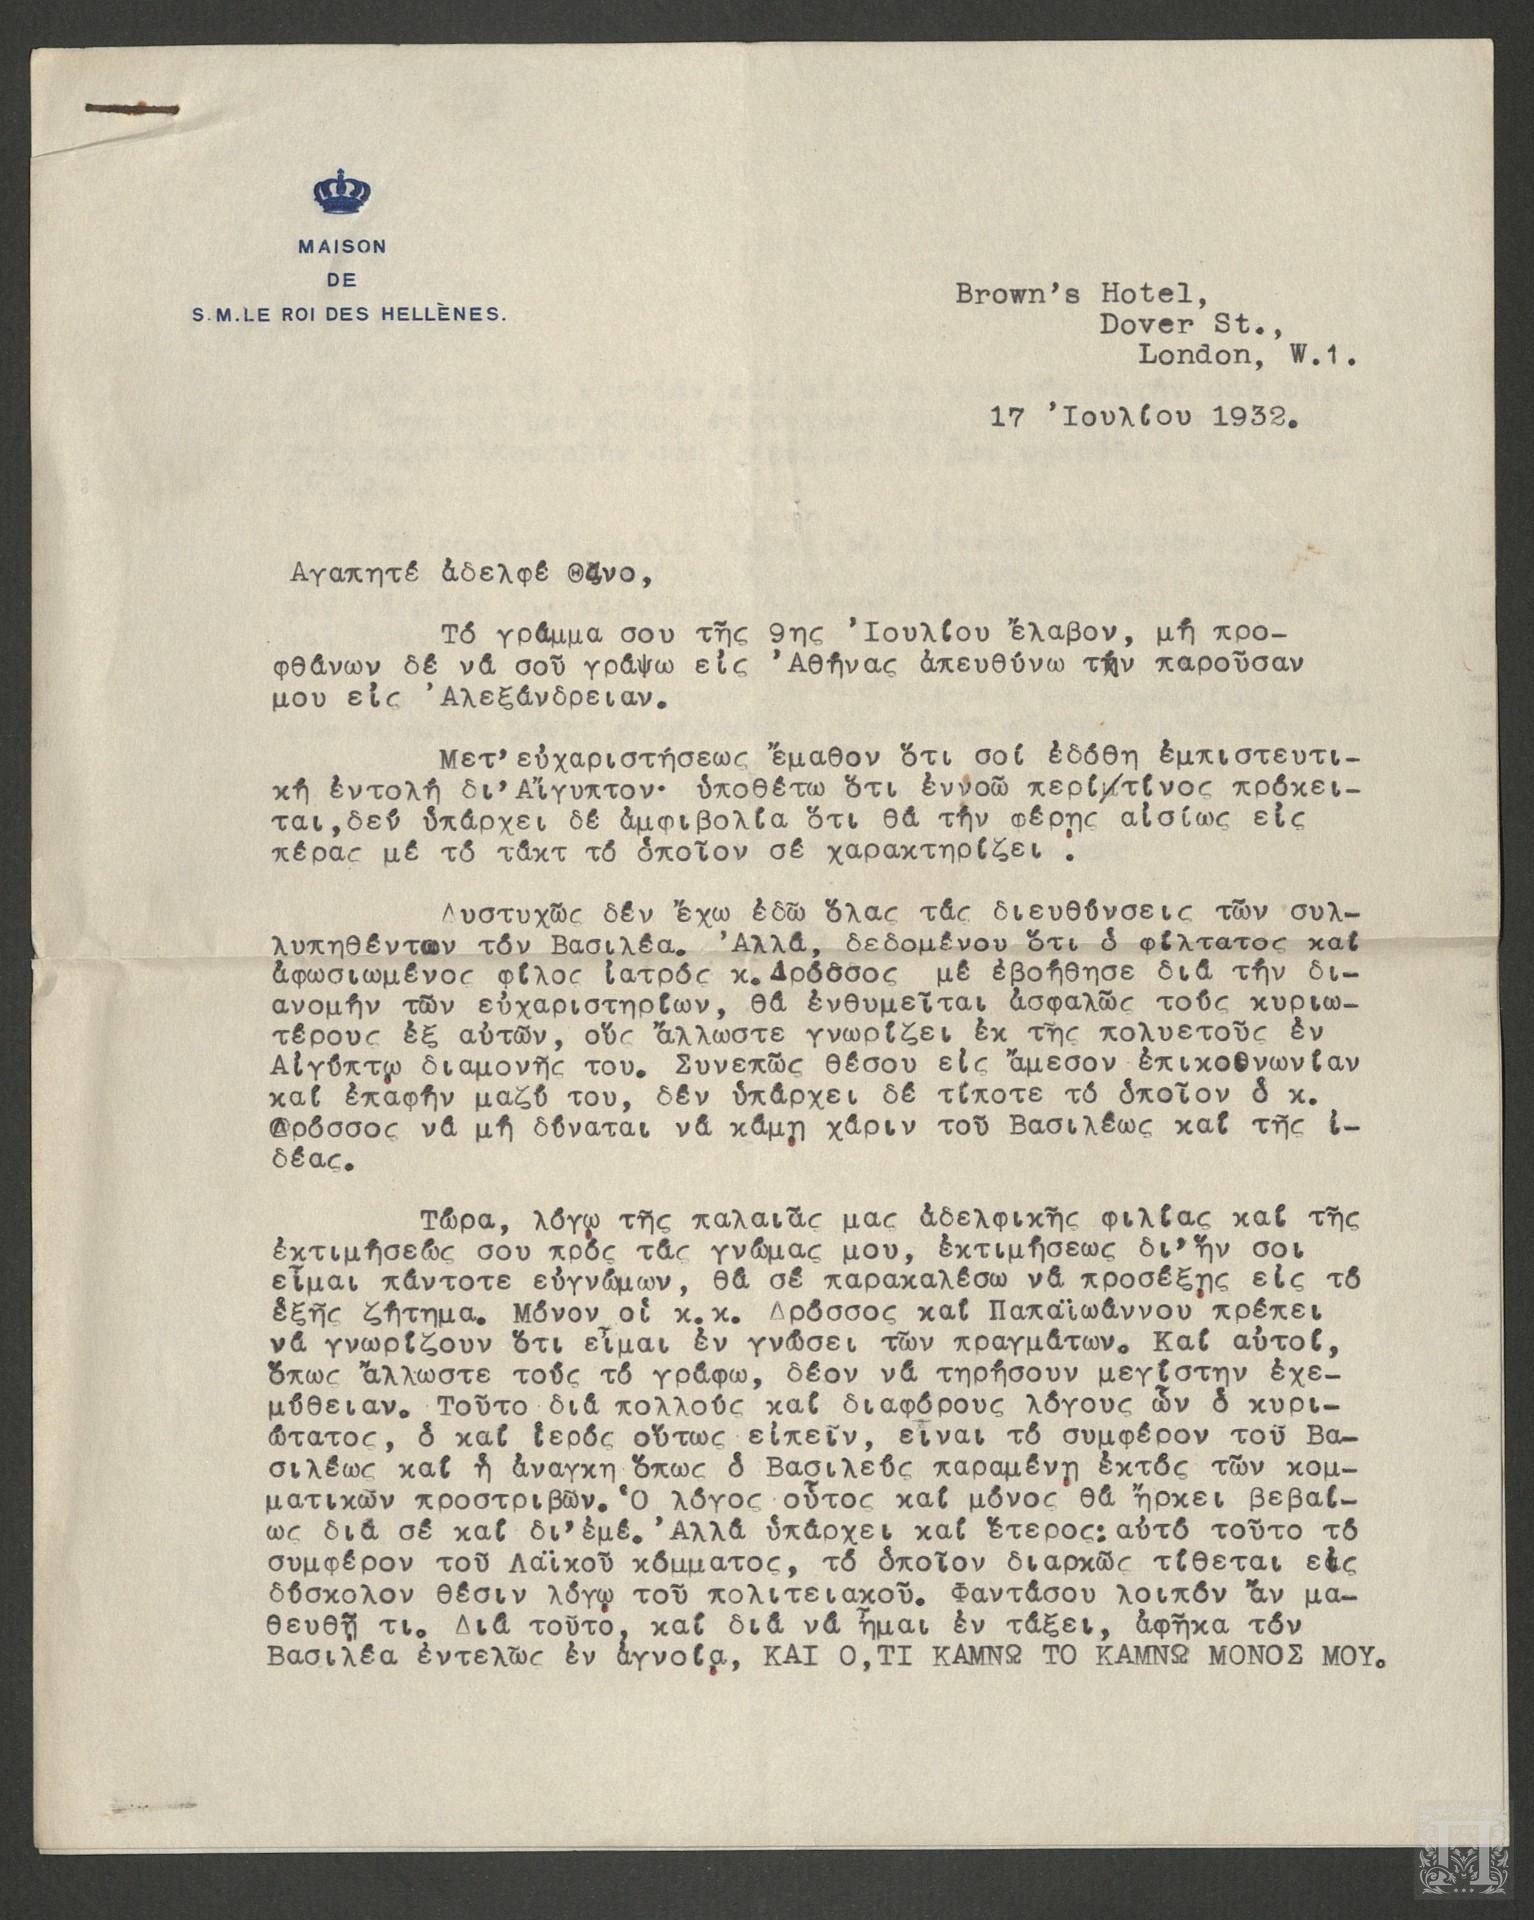 MAISON
DE
S.M.LE ROI DES HELLÈNES.
Brown's Hotel,
Dover St.,
London, W.1.
17 'Ιουλίου 1932.
Αγαπητέ ἀδελφέ Θᾶνο,
Τό γράμμα σου τῆς 9ης 'Ιουλίου ἔλαβον, μή προ-
φθάνων δέ νά σοῦ γράψω εἰς 'Αθήνας ἀπευθύνω τήν παροῦσαν
μου εἰς 'Αλεξάνδρειαν.
Μετ'εὐχαριστήσεως ἔμαθον ὅτι σοί ἐδόθη ἐμπιστευτι-
κή ἐντολή δι'Αἴγυπτον· ὑποθέτω ὅτι ἐννοῶ περί τίνος πρόκει-
ται,δέν ὑπάρχει δέ ἀμφιβολία ὅτι θά τήν φέρῃς αἰσίως εἰς
πέρας μέ τό τάκτ τό ὁποῖον σέ χαρακτηρίζει .
Δυστυχῶς δέν ἔχω ἐδῶ ὅλας τάς διευθύνσεις τῶν συλ-
λυπηθέντων τόν Βασιλέα. 'Αλλά, δεδομένου ὅτι ὁ φίλτατος καί
ἀφωσιωμένος φίλος ἰατρός κ. Δρόσσος μέ ἐβοήθησε διά τήν δι-
ανομήν τῶν εὐχαριστηρίων, θά ἐνθυμεῖται ἀσφαλῶς τούς κυριω-
τέρους ἐξ αὐτῶν, οὕς ἄλλωστε γνωρίζει ἐκ τῆς πολυετοῦς ἐν
Αἰγύπτῳ διαμονῆς του. Συνεπῶς θέσου εἰς ἄμεσον ἐπικοινωνίαν
καί ἐπαφήν μαζύ του, δέν ὑπάρχει δέ τίποτε τό ὁποῖον ὁ κ.
Δρόσσος νά μή δύναται νά κάμῃ χάριν τοῦ Βασιλέως καί τῆς ἰ-
δέας.
Τώρα, λόγῳ τῆς παλαιᾶς μας ἀδελφικῆς φιλίας καί τῆς
ἐκτιμήσεώς σου πρός τάς γνώμας μου, ἐκτιμήσεως δι'ἥν σοι
εἶμαι πάντοτε εὐγνώμων, θά σέ παρακαλέσω νά προσέξῃς εἰς τό
ἑξῆς ζήτημα. Μόνον οἱ κ.κ. Δρόσσος καί Παπαϊωάννου πρέπει
νά γνωρίζουν ὅτι εἶμαι ἐν γνώσει τῶν πραγμάτων. Καί αὐτοί,
ὅπως ἄλλωστε τούς τό γράφω, δέον νά τηρήσουν μεγίστην ἐχε-
μύθειαν. Τοῦτο διά πολλούς καί διαφόρους λόγους ὧν ὁ κυρι-
ώτατος, ὁ καί ἱερός οὕτως εἰπεῖν, εἶναι τό συμφέρον τοῦ Βα-
σιλέως καί ἡ ἀναγκη ὅπως ὁ Βασιλεύς παραμένῃ ἐκτός τῶν κομ-
ματικῶν προστριβῶν. 'Ο λόγος οὗτος καί μόνος θά ἤρκει βεβαί-
ως διά σέ καί δι'ἐμέ. 'Αλλά ὑπάρχει καί ἕτερος: αὐτό τοῦτο τό
συμφέρον τοῦ Λαϊκοῦ κόμματος, τό ὁποῖον διαρκῶς τίθεται εἰς
δύσκολον θέσιν λόγῳ τοῦ πολιτειακοῦ. Φαντάσου λοιπόν ἄν μα-
θευθῇ τι. Διά τοῦτο, καί διά νά ἦμαι ἐν τάξει, ἀφῆκα τόν
Βασιλέα ἐντελῶς ἐν ἀγνοίᾳ, ΚΑΙ Ο,ΤΙ ΚΑΜΝΩ ΤΟ ΚΑΜΝΩ ΜΟΝΟΣ ΜΟΥ.